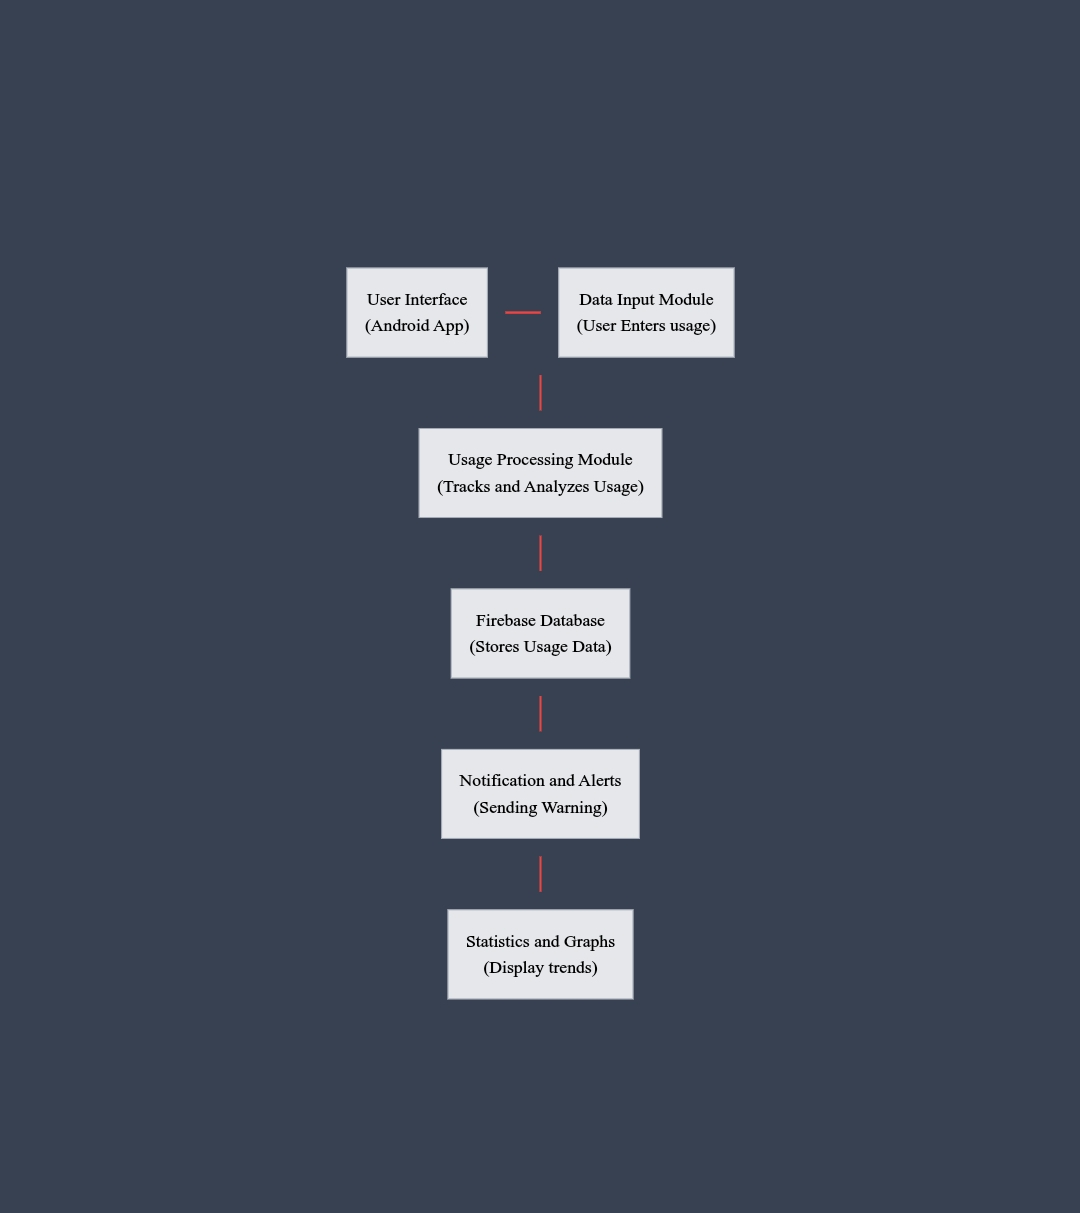 User Interface
(Android App)
Data Input Module
(User Enters usage)
Usage Processing Module
(Tracks and Analyzes Usage)
Firebase Database
(Stores Usage Data)
Notification and Alerts
(Sending Warning)
Statistics and Graphs
(Display trends)